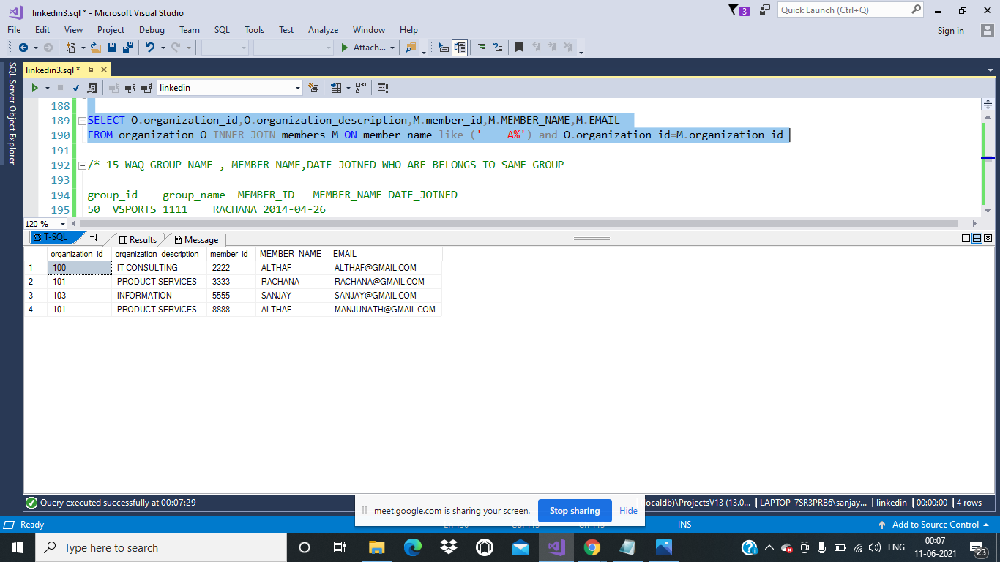 linkedin3.sql * - Microsoft Visual Studio
3
Quick Launch (Ctrl+Q)
File Edit View Project Debug Team SQL Tools Test Analyze Window Help
Sign in
Attach...
SQL Server Object Explorer
linkedin3.sql *
linkedin
188
189 SELECT O.organization_id,O.organization_description,M.member_id,M.MEMBER_NAME,M.EMAIL
190 FROM organization O INNER JOIN members M ON member_name like ('____A%') and O.organization_id=M.organization_id
191
192 /* 15 WAQ GROUP NAME , MEMBER NAME,DATE JOINED WHO ARE BELONGS TO SAME GROUP
193
194 group_id group_name MEMBER_ID MEMBER_NAME DATE_JOINED
195 50 VSPORTS 1111 RACHANA 2014-04-26
120 %
T-SQL Results Message
organization_id organization_description member_id MEMBER_NAME EMAIL
1 100 IT CONSULTING 2222 ALTHAF ALTHAF@GMAIL.COM
2 101 PRODUCT SERVICES 3333 RACHANA RACHANA@GMAIL.COM
3 103 INFORMATION 5555 SANJAY SANJAY@GMAIL.COM
4 101 PRODUCT SERVICES 8888 ALTHAF MANJUNATH@GMAIL.COM
Query executed successfully at 00:07:29
ocaldb)\ProjectsV13 (13.0... LAPTOP-7SR3PRB6\sanjay... linkedin 00:00:00 4 rows
meet.google.com is sharing your screen. Stop sharing Hide
Ready
INS
Add to Source Control
Type here to search
ENG
00:07
11-06-2021
23